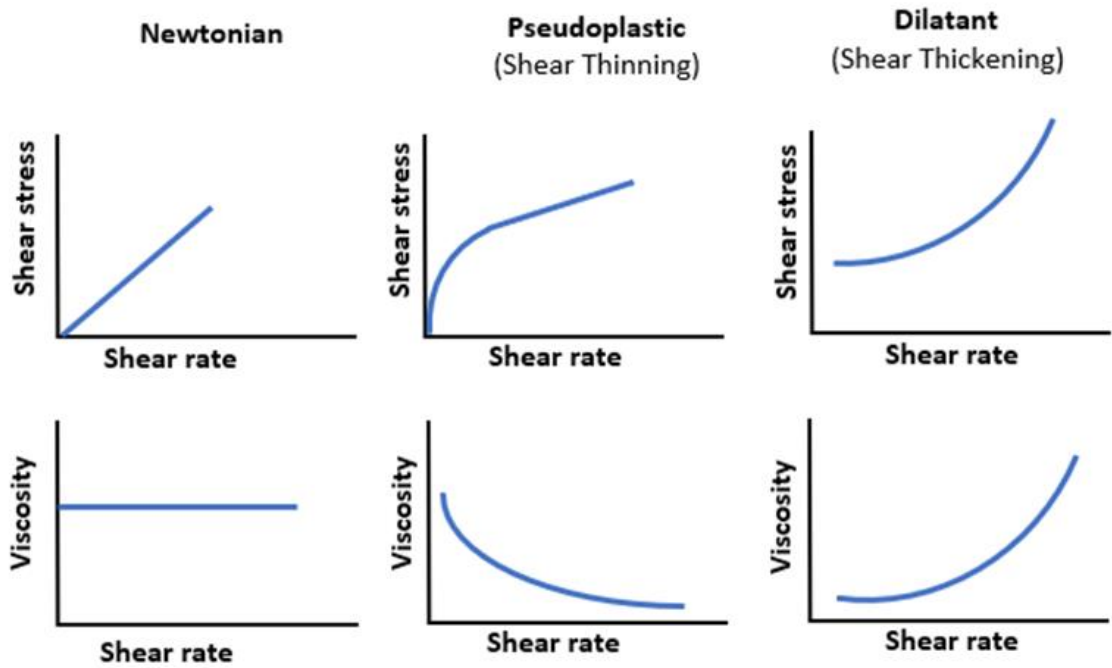 Newtonian
Pseudoplastic
(Shear Thinning)
Dilatant
(Shear Thickening)
Shear stress
Shear rate
Shear stress
Shear rate
Shear stress
Shear rate
Viscosity
Shear rate
Viscosity
Shear rate
Viscosity
Shear rate